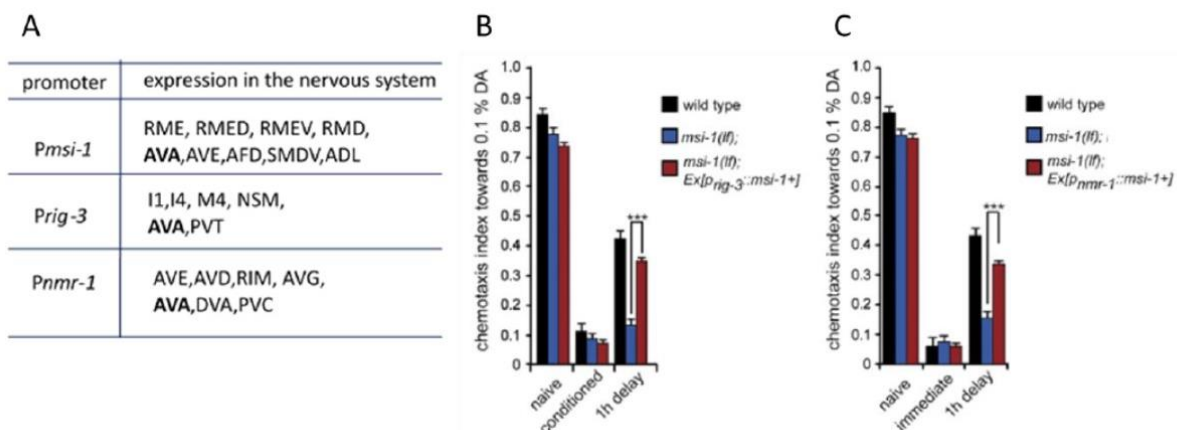 A
promoter expression in the nervous system
Pmsi-1
RME, RMED, RMEV, RMD,
AVA,AVE,AFD,SMDV,ADL
Prig-3
I1,I4, M4, NSM,
AVA,PVT
Pnmr-1
AVE,AVD,RIM, AVG,
AVA,DVA,PVC
B
chemotaxis index towards 0.1 % DA
1.0
0.9
0.8
0.7
0.6
0.5
0.4
0.3
0.2
0.1
0
***
naive
conditioned
1h delay
wild type
msi-1(lf);
msi-1(lf);
Ex[prig-3::msi-1+]
C
chemotaxis index towards 0.1 % DA
1.0
0.9
0.8
0.7
0.6
0.5
0.4
0.3
0.2
0.1
0
***
naive
immediate
1h delay
wild type
msi-1(lf);
msi-1(lf);
Ex[pnmr-1::msi-1+]